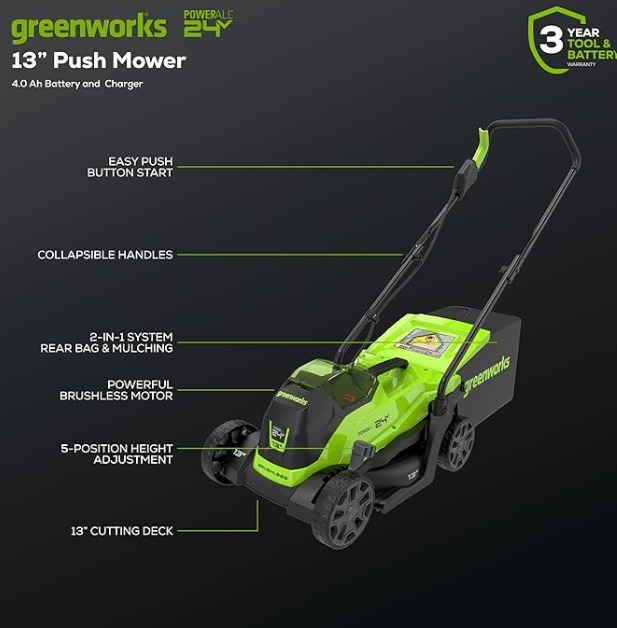 greenworks POWERALL 24V
3 YEAR
TOOL &
BATTERY
WARRANTY
13” Push Mower
4.0 Ah Battery and Charger
EASY PUSH
BUTTON START
COLLAPSIBLE HANDLES
2-IN-1 SYSTEM
REAR BAG & MULCHING
POWERFUL
BRUSHLESS MOTOR
5-POSITION HEIGHT
ADJUSTMENT
13” CUTTING DECK
greenworks
greenworks
24V
24V
13"
BRUSHLESS
13"
13"